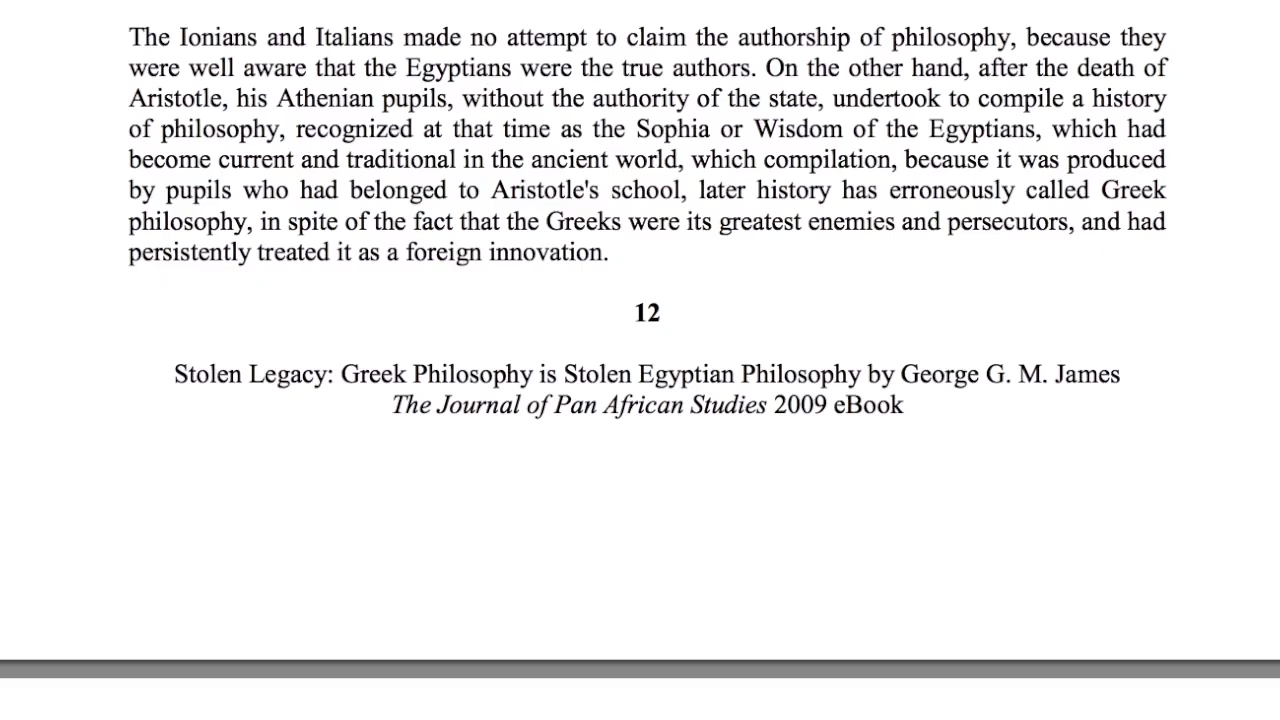 The Ionians and Italians made no attempt to claim the authorship of philosophy, because they
were well aware that the Egyptians were the true authors. On the other hand, after the death of
Aristotle, his Athenian pupils, without the authority of the state, undertook to compile a history
of philosophy, recognized at that time as the Sophia or Wisdom of the Egyptians, which had
become current and traditional in the ancient world, which compilation, because it was produced
by pupils who had belonged to Aristotle's school, later history has erroneously called Greek
philosophy, in spite of the fact that the Greeks were its greatest enemies and persecutors, and had
persistently treated it as a foreign innovation.
12
Stolen Legacy: Greek Philosophy is Stolen Egyptian Philosophy by George G. M. James
The Journal of Pan African Studies 2009 eBook